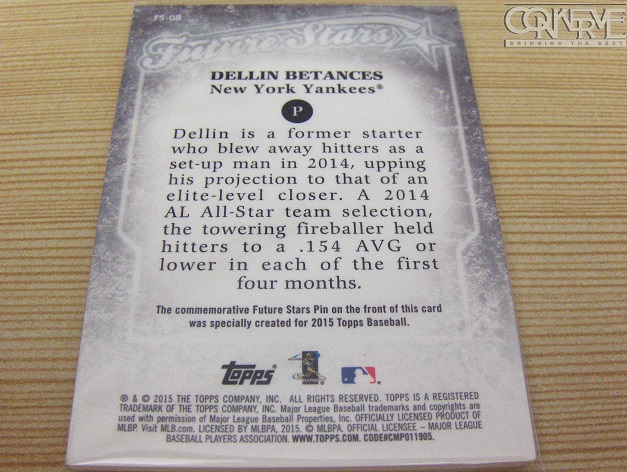 FS-08
CONKERVE
BRINGING THE BEST
Future Stars
DELLIN BETANCES
New York Yankees®
P
Dellin is a former starter
who blew away hitters as a
set-up man in 2014, upping
his projection to that of an
elite-level closer. A 2014
AL All-Star team selection,
the towering fireballer held
hitters to a .154 AVG or
lower in each of the first
four months.
The commemorative Future Stars Pin on the front of this card
was specially created for 2015 Topps Baseball.
Topps
® & © 2015 THE TOPPS COMPANY, INC. ALL RIGHTS RESERVED. TOPPS IS A REGISTERED
TRADEMARK OF THE TOPPS COMPANY, INC. Major League Baseball trademarks and copyrights are
used with permission of Major League Baseball Properties, Inc. OFFICIALLY LICENSED PRODUCT OF
MLBP. Visit MLB.com. LICENSED BY MLBPA, 2015. © MLBPA. OFFICIAL LICENSEE – MAJOR LEAGUE
BASEBALL PLAYERS ASSOCIATION. WWW.TOPPS.COM. CODE#CMP011905.